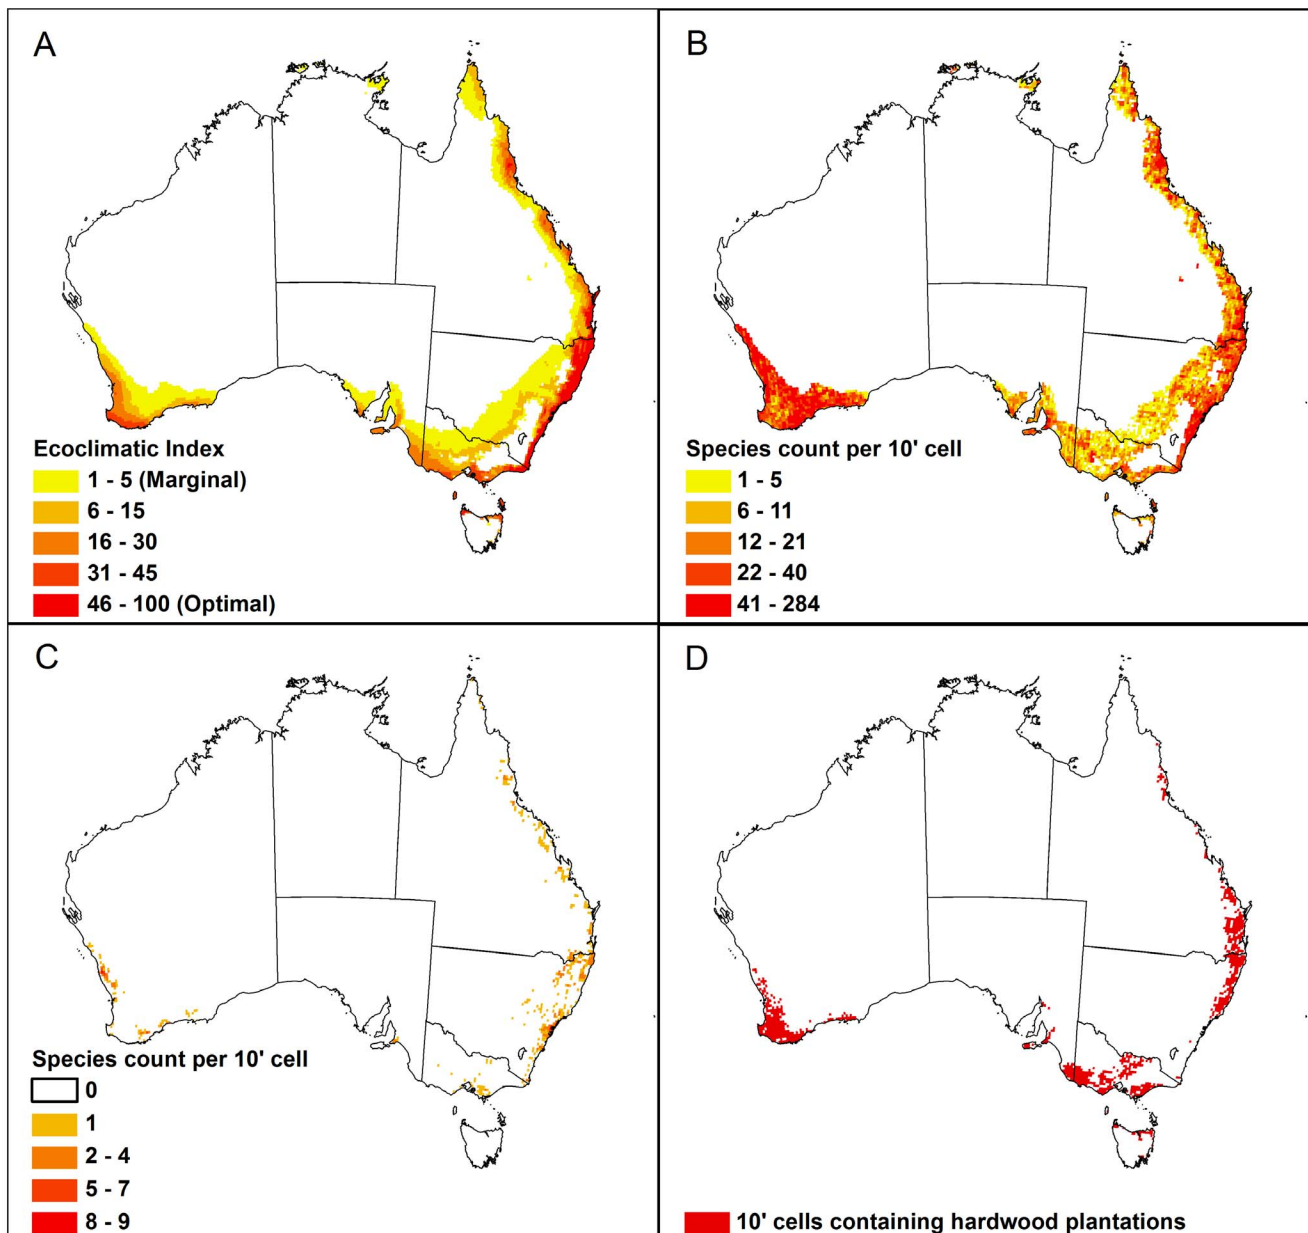 A
Ecoclimatic Index
1 - 5 (Marginal)
6 - 15
16 - 30
31 - 45
46 - 100 (Optimal)
B
Species count per 10' cell
1 - 5
6 - 11
12 - 21
22 - 40
41 - 284
C
Species count per 10' cell
0
1
2 - 4
5 - 7
8 - 9
D
10' cells containing hardwood plantations